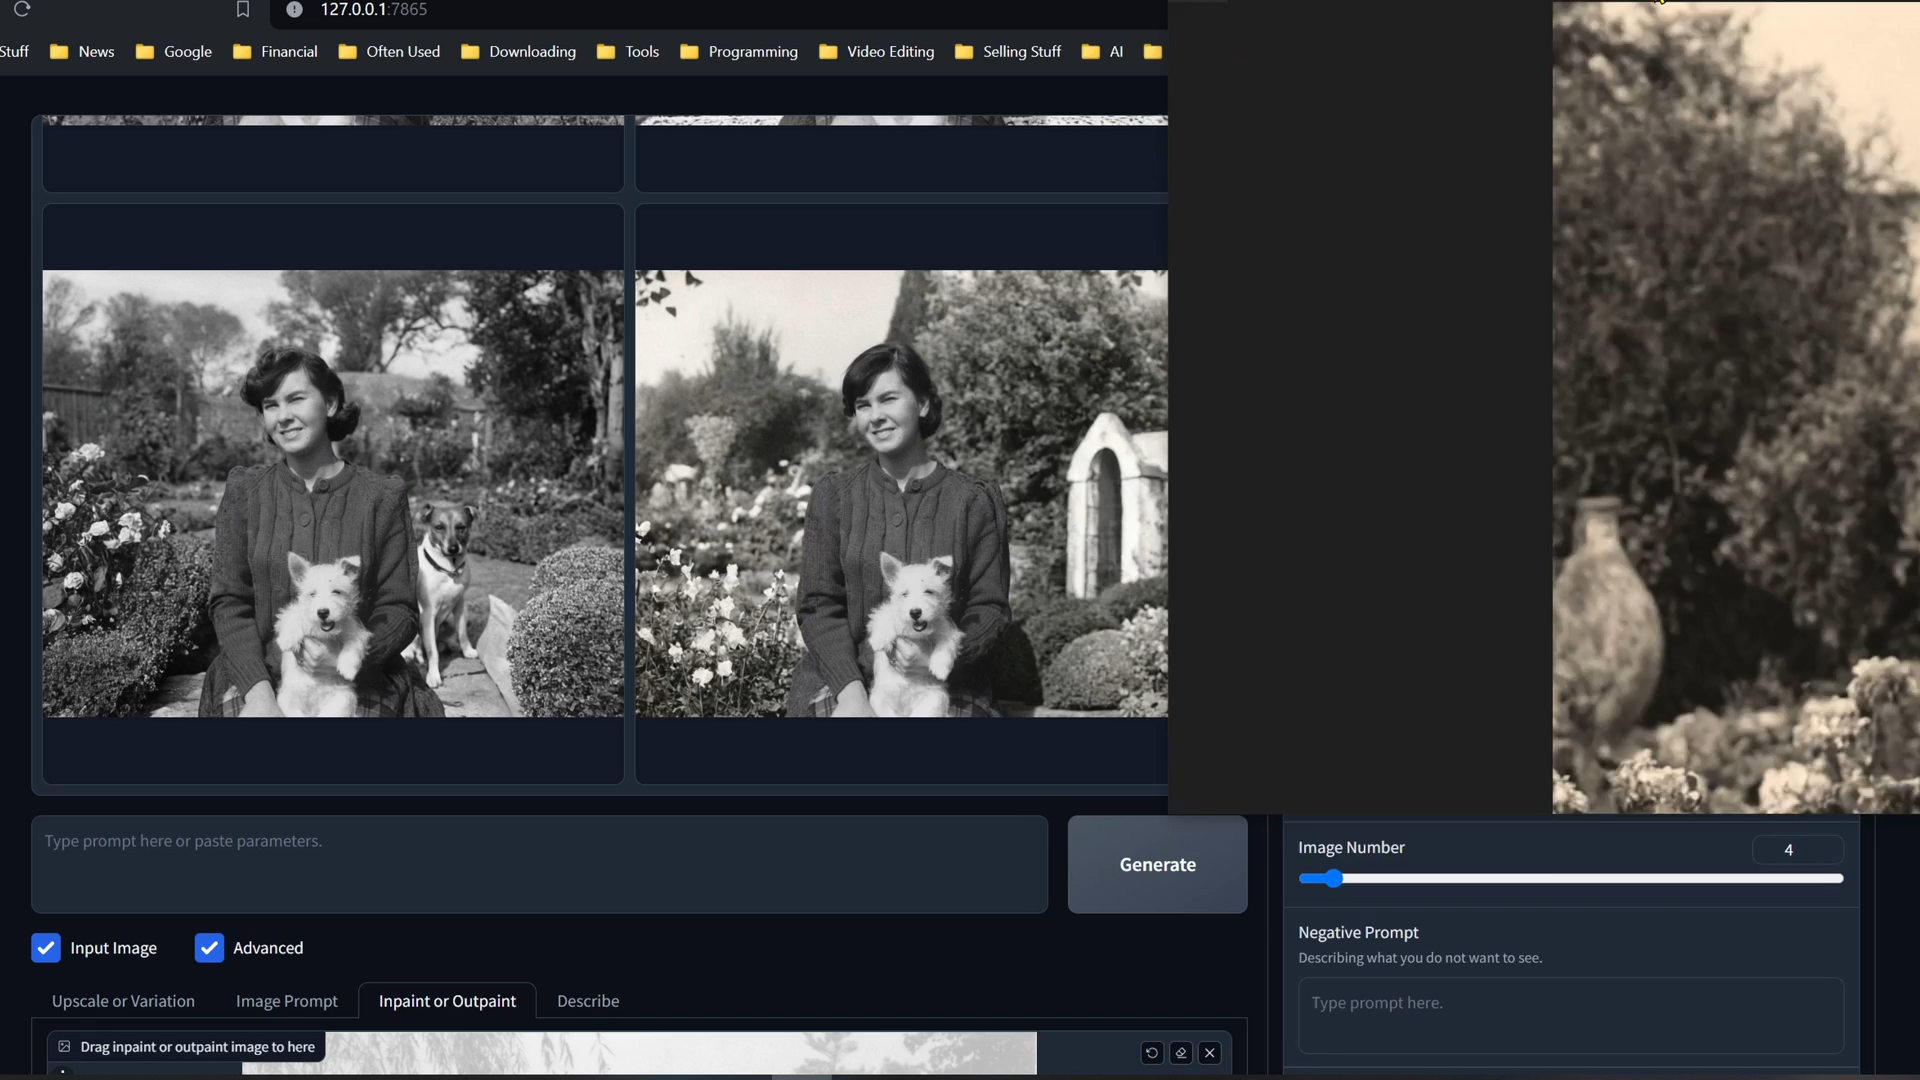 127.0.0.1:7865
Stuff News Google Financial Often Used Downloading Tools Programming Video Editing Selling Stuff AI
Type prompt here or paste parameters.
Generate
Image Number
4
Negative Prompt
Describing what you do not want to see.
Type prompt here.
Input Image Advanced
Upscale or Variation Image Prompt Inpaint or Outpaint Describe
Drag inpaint or outpaint image to here